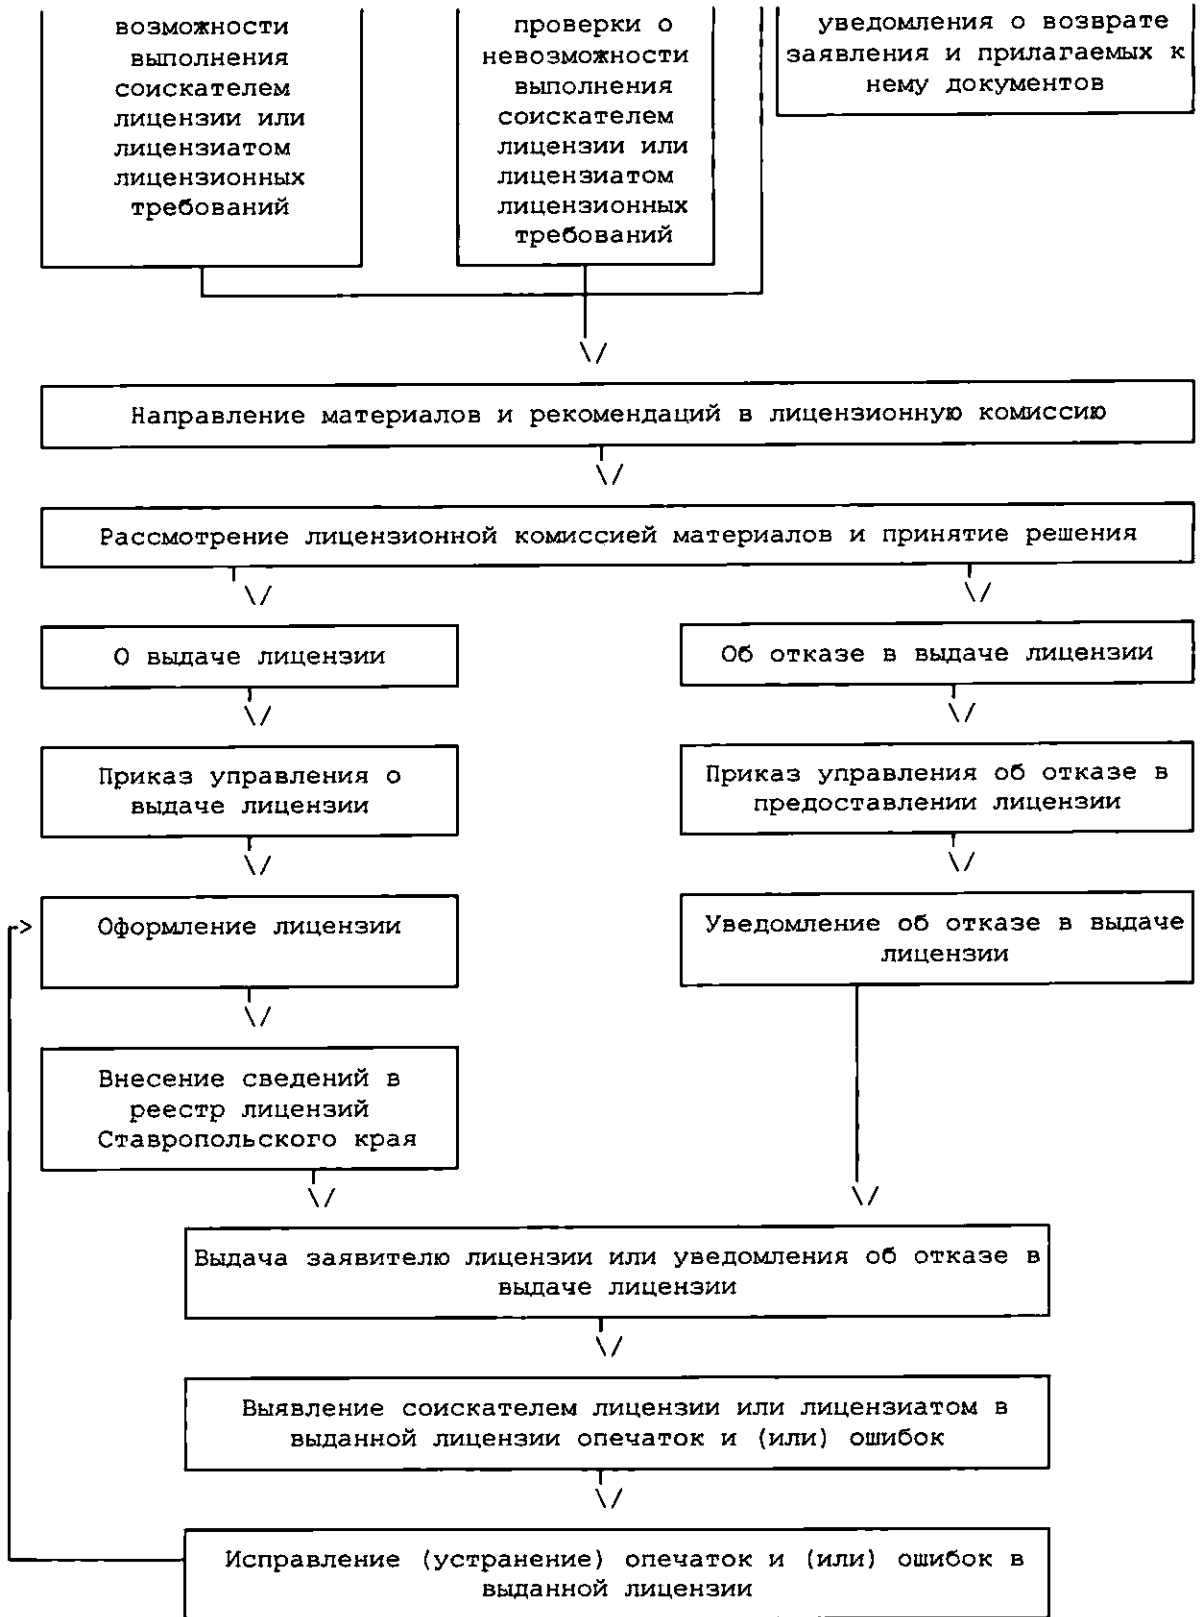 возможности
выполнения
соискателем
лицензии или
лицензиатом
лицензионных
требований
проверки о
невозможности
выполнения
соискателем
лицензии или
лицензиатом
лицензионных
требований
уведомления о возврате
заявления и прилагаемых к
нему документов
Направление материалов и рекомендаций в лицензионную комиссию
Рассмотрение лицензионной комиссией материалов и принятие решения
О выдаче лицензии
Об отказе в выдаче лицензии
Приказ управления о
выдаче лицензии
Приказ управления об отказе в
предоставлении лицензии
Оформление лицензии
Уведомление об отказе в выдаче
лицензии
Внесение сведений в
реестр лицензий
Ставропольского края
Выдача заявителю лицензии или уведомления об отказе в
выдаче лицензии
Выявление соискателем лицензии или лицензиатом в
выданной лицензии опечаток и (или) ошибок
Исправление (устранение) опечаток и (или) ошибок в
выданной лицензии